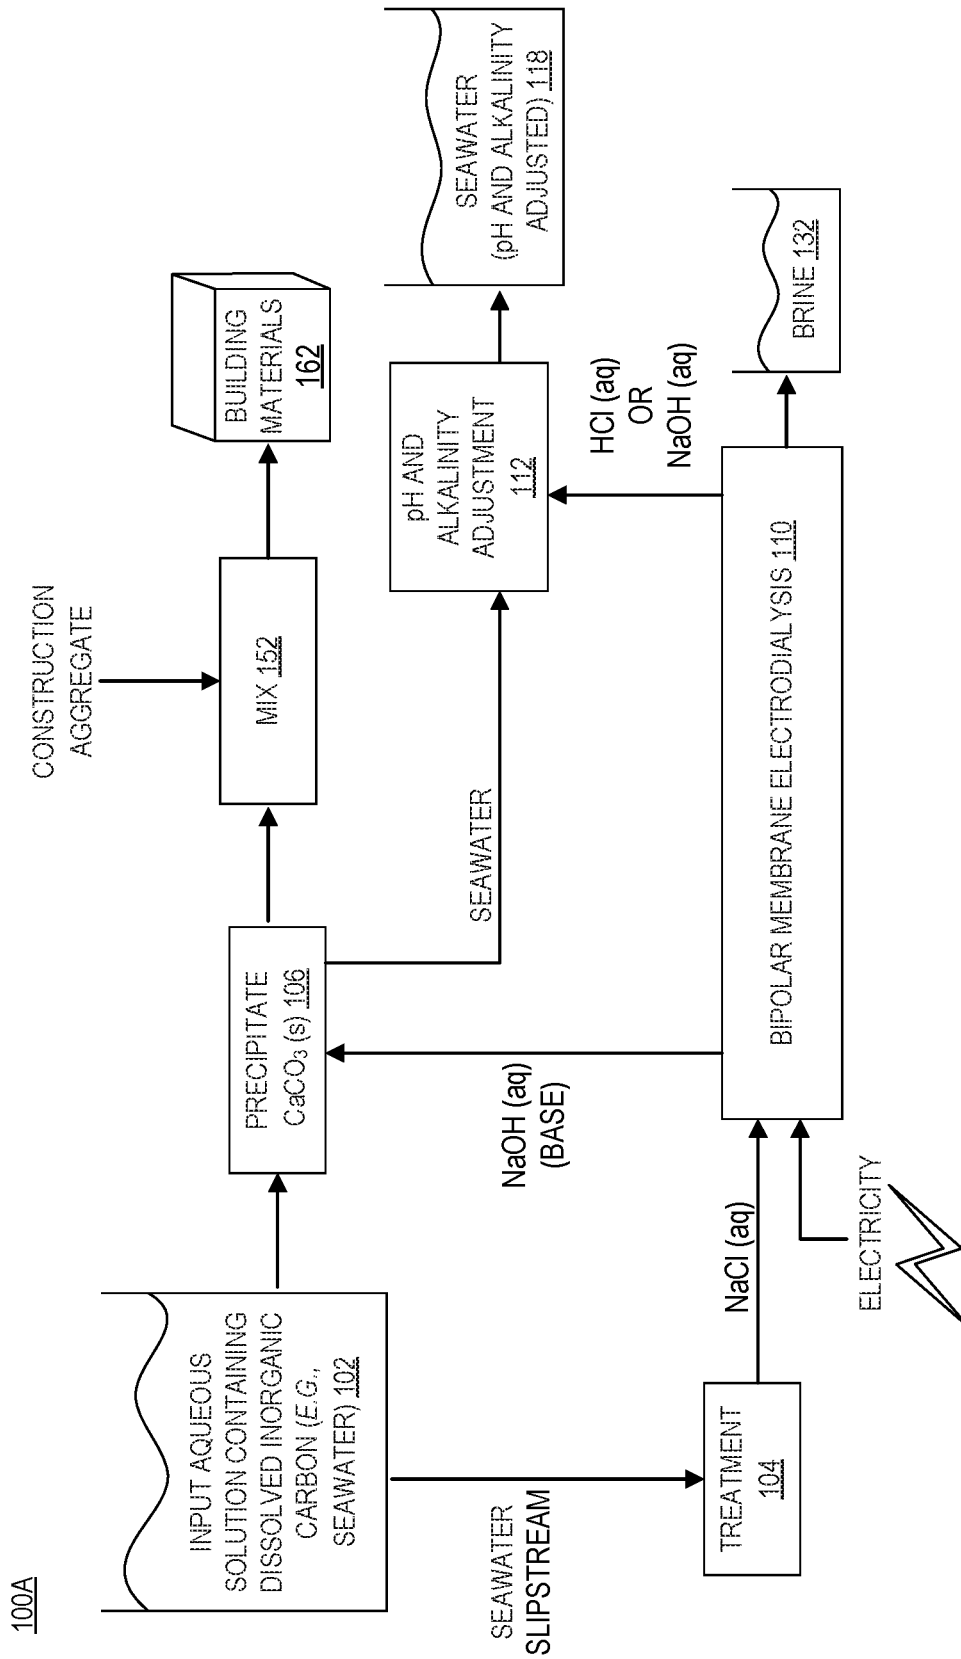 100A
INPUT AQUEOUS
SOLUTION CONTAINING
DISSOLVED INORGANIC
CARBON (E.G.,
SEAWATER) 102
SEAWATER
SLIPSTREAM
TREATMENT
104
NaCl (aq)
ELECTRICITY
PRECIPITATE
CaCO₃ (s) 106
NaOH (aq)
(BASE)
SEAWATER
CONSTRUCTION
AGGREGATE
MIX 152
BUILDING
MATERIALS
162
pH AND
ALKALINITY
ADJUSTMENT
112
HCl (aq)
OR
NaOH (aq)
BIPOLAR MEMBRANE ELECTRODIALYSIS 110
SEAWATER
(pH AND ALKALINITY
ADJUSTED) 118
BRINE 132